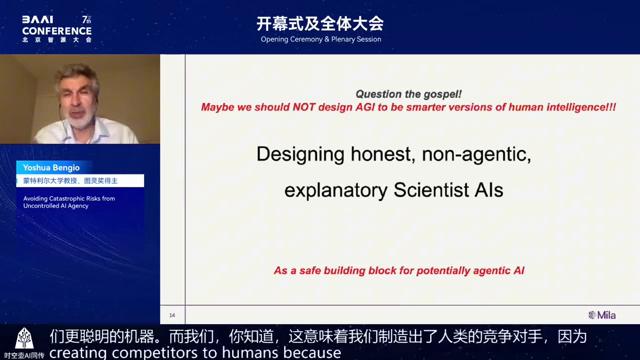 BAAI
CONFERENCE
北京智源大会
7th
开幕式及全体大会
Opening Ceremony & Plenary Session
Yoshua Bengio
蒙特利尔大学教授、图灵奖得主
Avoiding Catastrophic Risks from
Uncontrolled AI Agency
Question the gospel!
Maybe we should NOT design AGI to be smarter versions of human intelligence!!!
Designing honest, non-agentic,
explanatory Scientist AIs
As a safe building block for potentially agentic AI
14
Mila
时空壶AI同传
们更聪明的机器。而我们，你知道，这意味着我们制造出了人类的竞争对手，因为
creating competitors to humans because